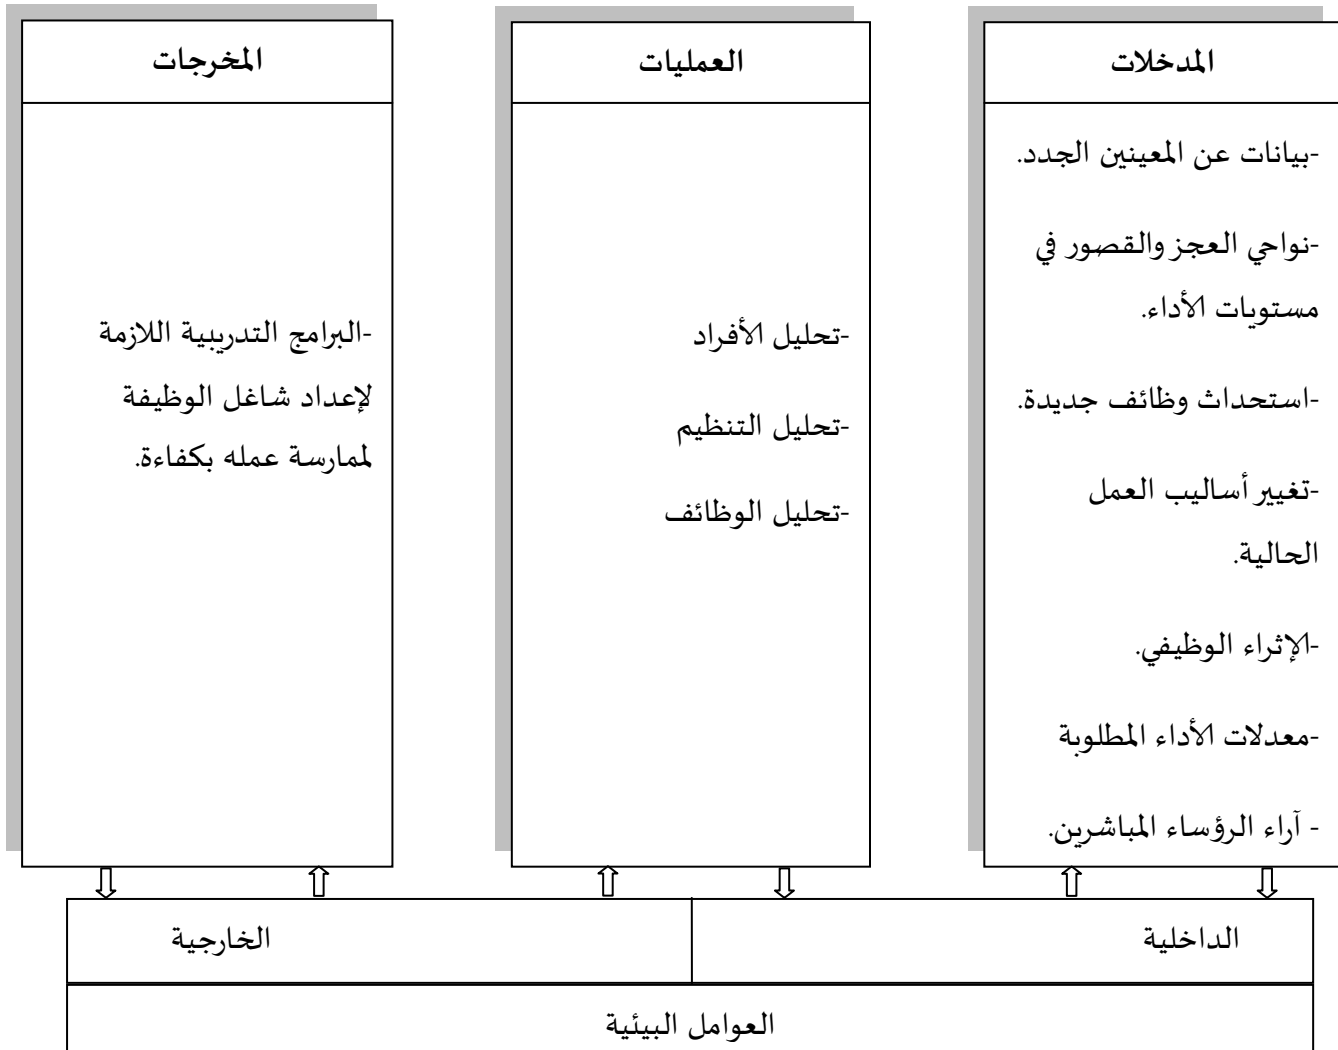 المدخلات
-بيانات عن المعينين الجدد.
-نواحي العجز والقصور في
مستويات الأداء.
-استحداث وظائف جديدة.
-تغيير أساليب العمل
الحالية.
-الإثراء الوظيفي.
-معدلات الأداء المطلوبة
- آراء الرؤساء المباشرين.
العمليات
-تحليل الأفراد
-تحليل التنظيم
-تحليل الوظائف
المخرجات
-البرامج التدريبية اللازمة
لإعداد شاغل الوظيفة
لممارسة عمله بكفاءة.
الداخلية
الخارجية
العوامل البيئية